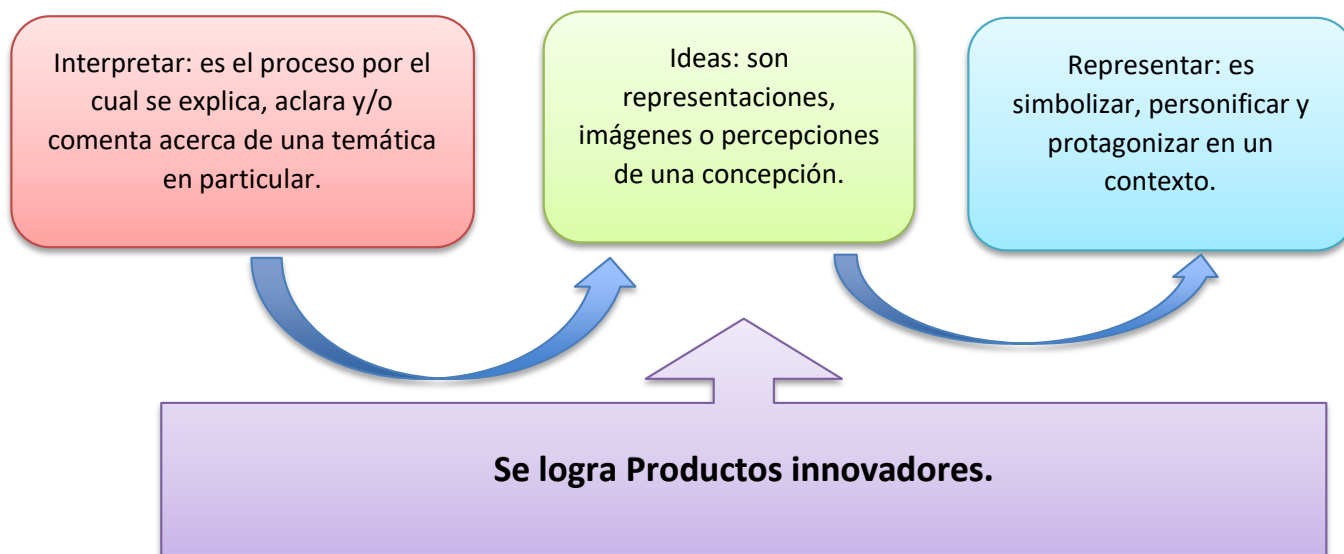 Interpretar: es el proceso por el
cual se explica, aclara y/o
comenta acerca de una temática
en particular.
Ideas: son
representaciones,
imágenes o percepciones
de una concepción.
Representar: es
simbolizar, personificar y
protagonizar en un
contexto.
Se logra Productos innovadores.